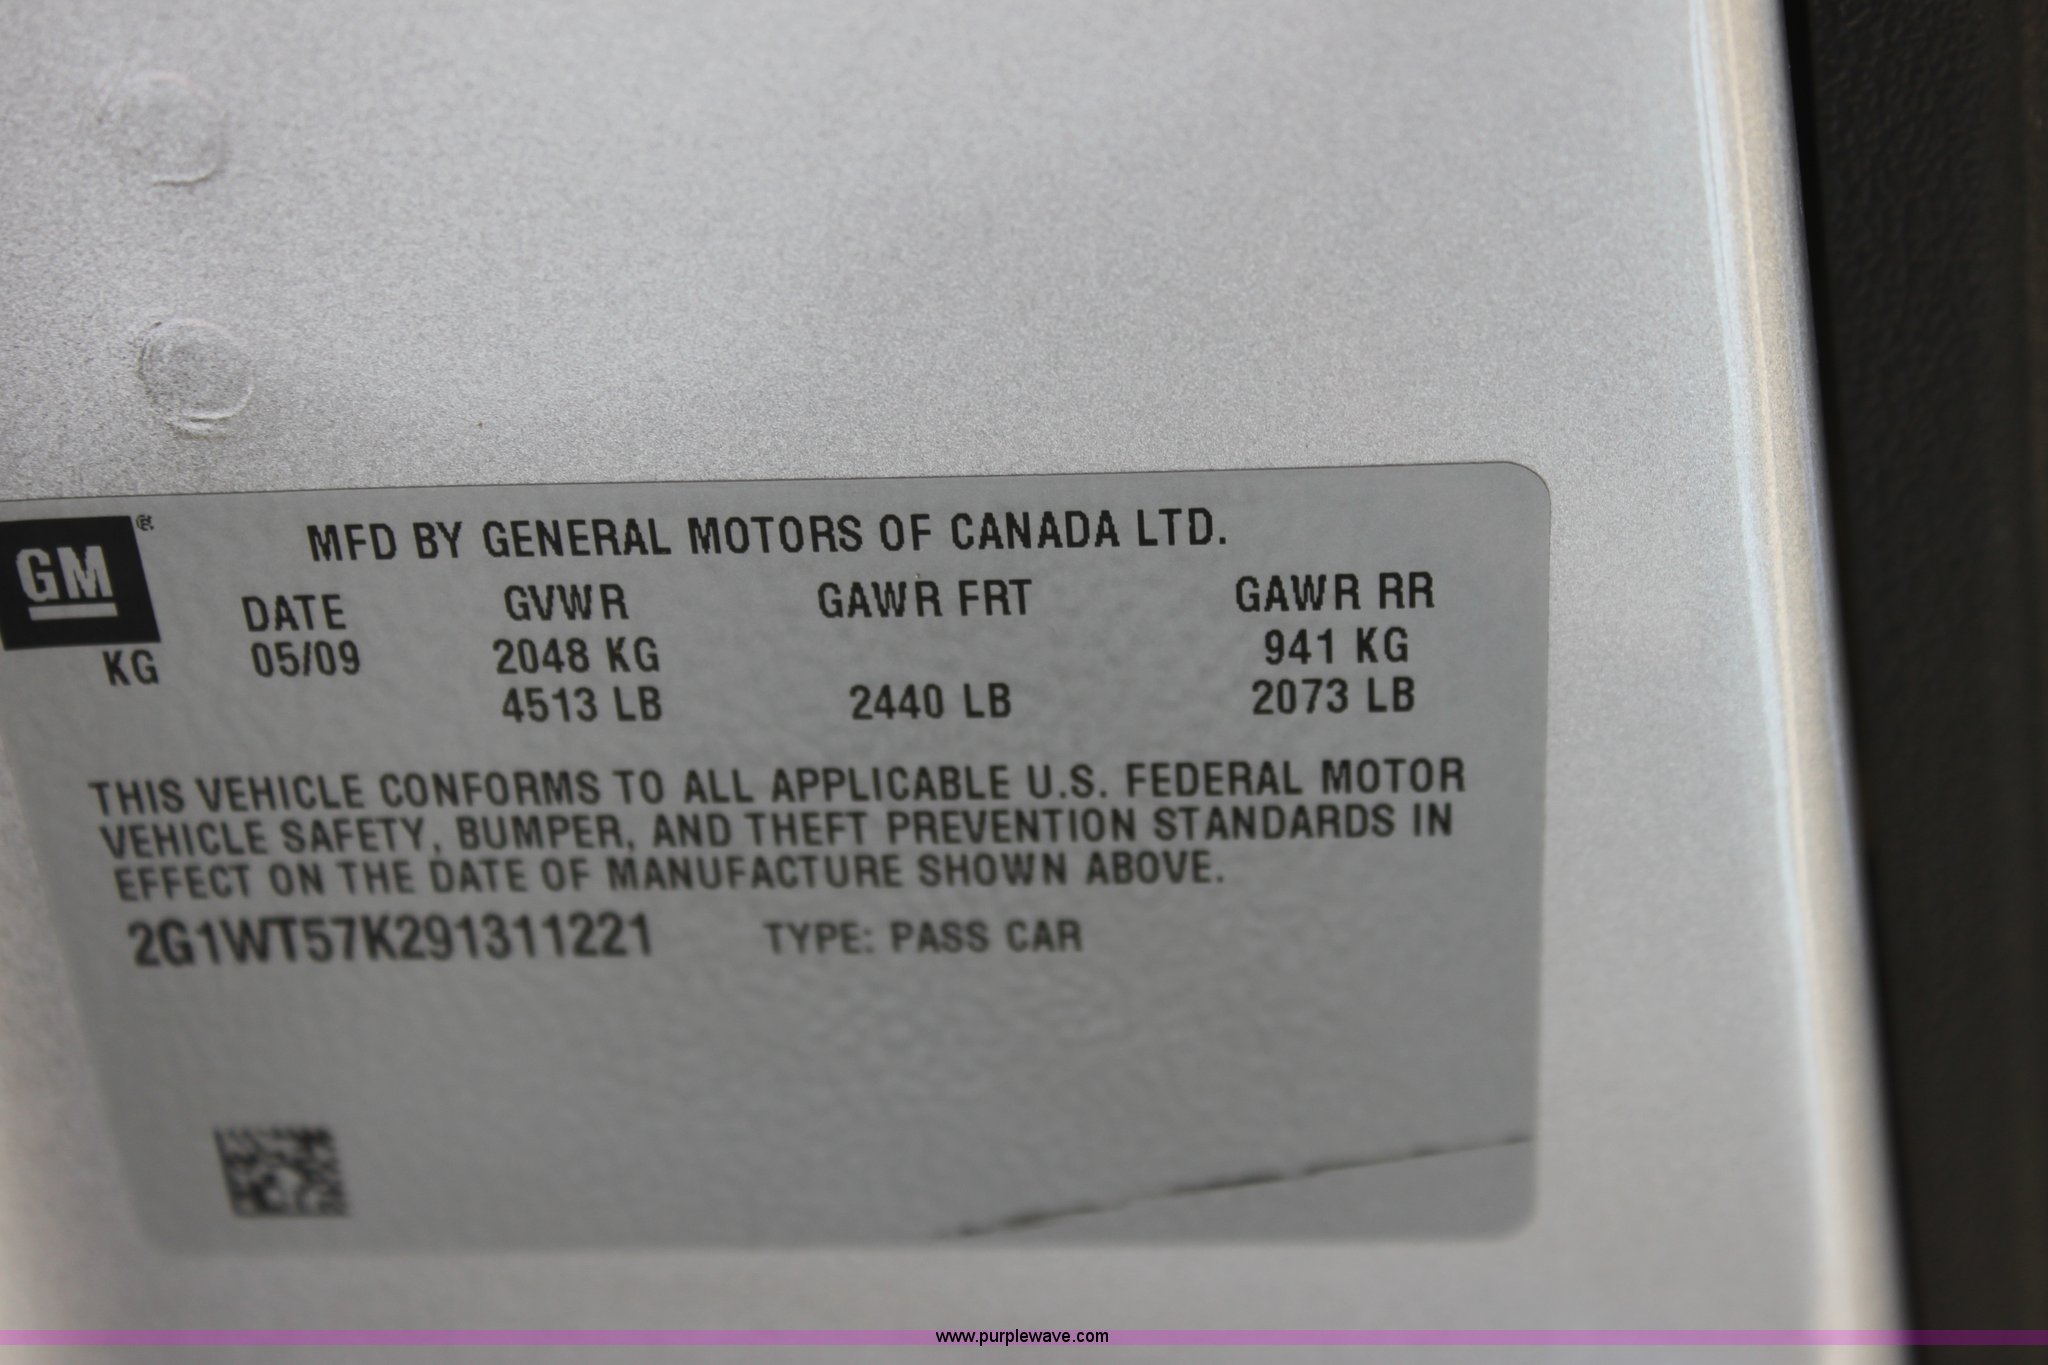 GM ®
MFD BY GENERAL MOTORS OF CANADA LTD.
DATE GVWR GAWR FRT GAWR RR
KG 05/09 2048 KG 941 KG
4513 LB 2440 LB 2073 LB
THIS VEHICLE CONFORMS TO ALL APPLICABLE U.S. FEDERAL MOTOR
VEHICLE SAFETY, BUMPER, AND THEFT PREVENTION STANDARDS IN
EFFECT ON THE DATE OF MANUFACTURE SHOWN ABOVE.
2G1WT57K291311221 TYPE: PASS CAR
www.purplewave.com